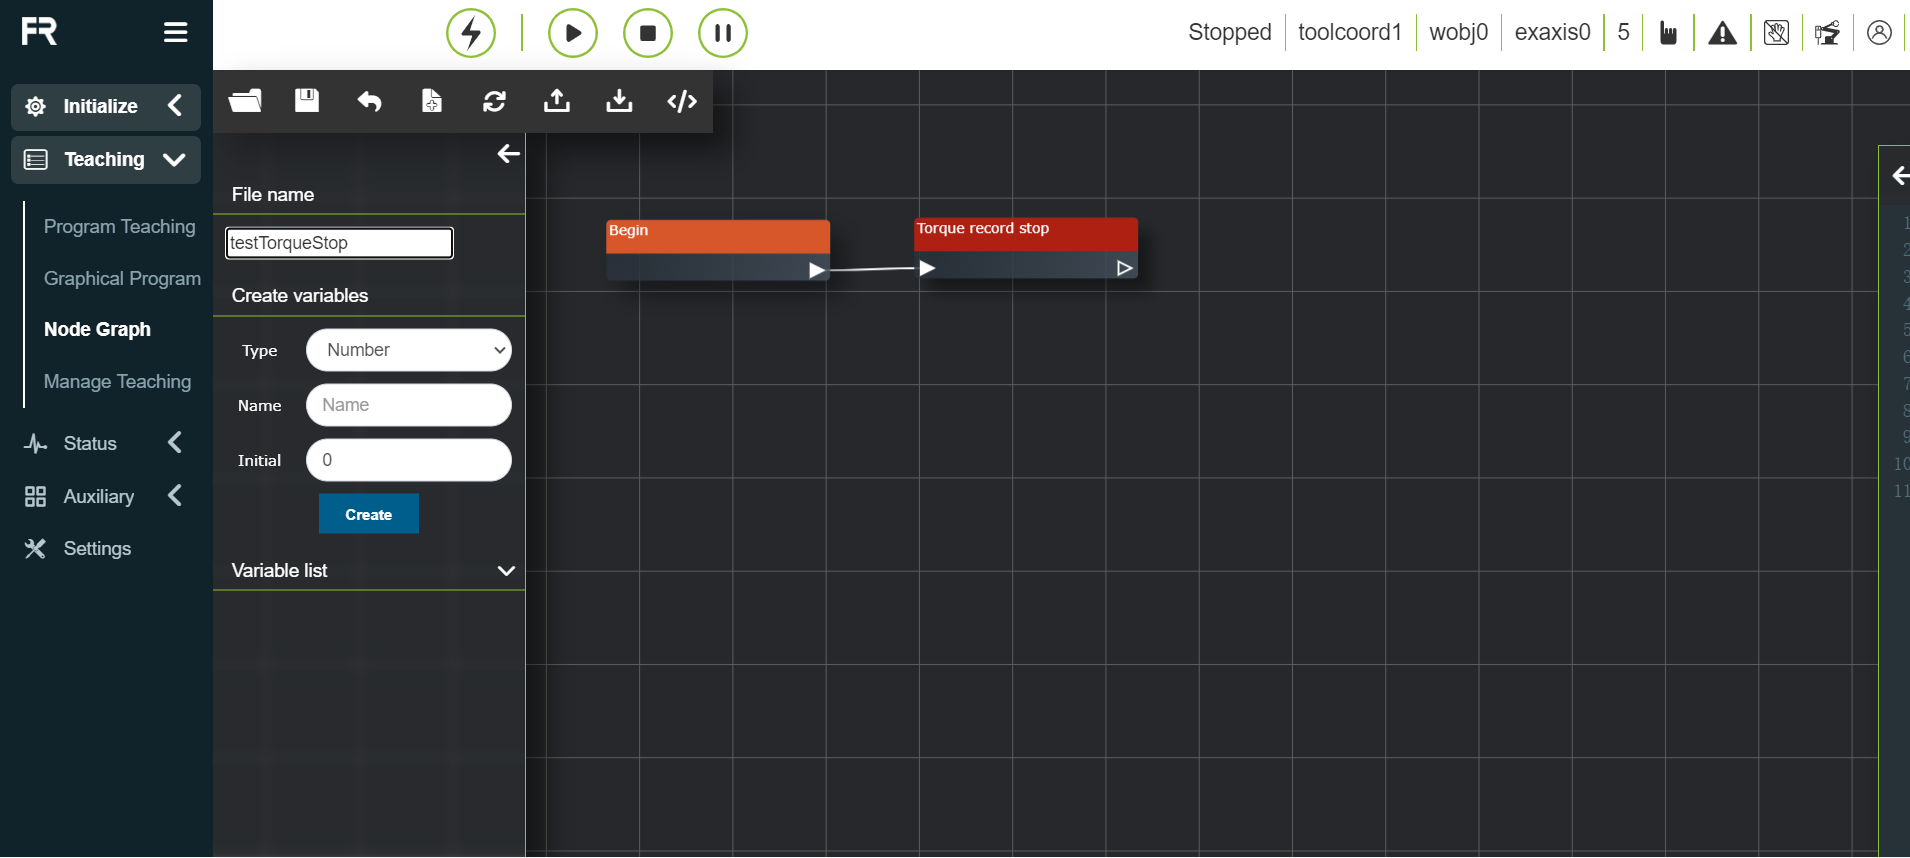 FR
Stopped
toolcoord1
wobj0
exaxis0
5
Initialize
Teaching
Program Teaching
Graphical Program
Node Graph
Manage Teaching
Status
Auxiliary
Settings
File name
testTorqueStop
Create variables
Type
Number
Name
Name
Initial
0
Create
Variable list
Begin
Torque record stop
1
2
3
4
5
6
7
8
9
10
11